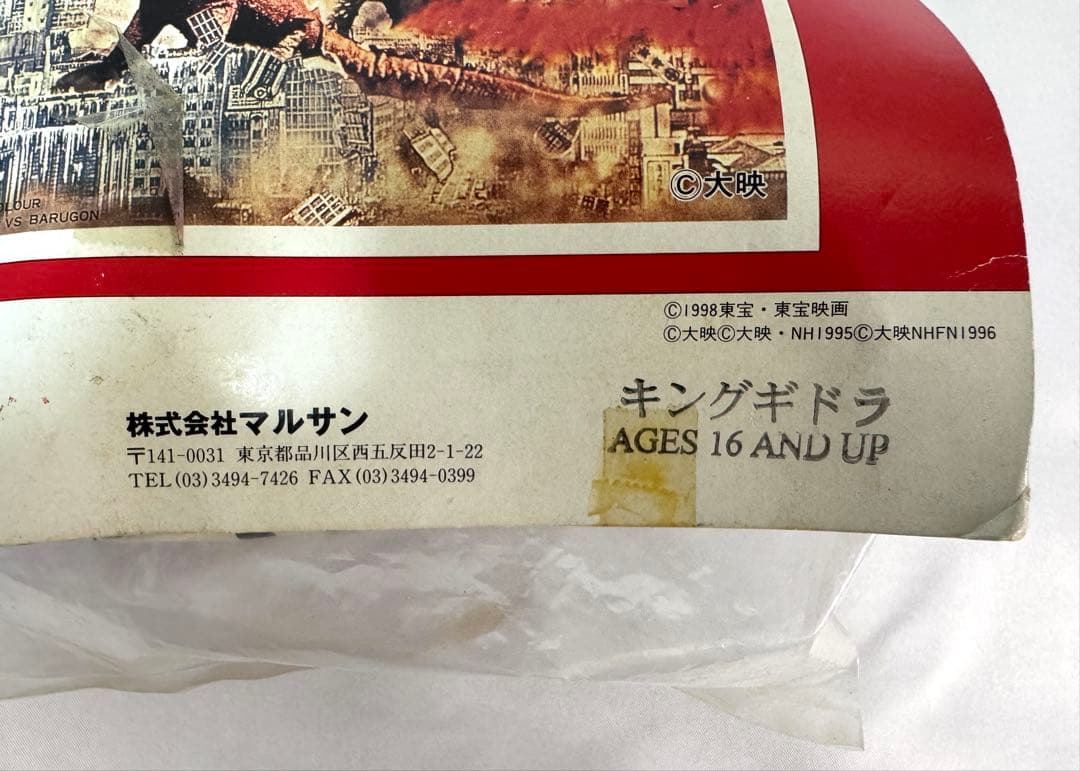 ©大映
OLOUR
VS BARUGON
©1998東宝・東宝映画
©大映©大映・NH1995©大映NHFN1996
キングギドラ
AGES 16 AND UP
株式会社マルサン
〒141-0031 東京都品川区西五反田2-1-22
TEL(03)3494-7426 FAX(03)3494-0399